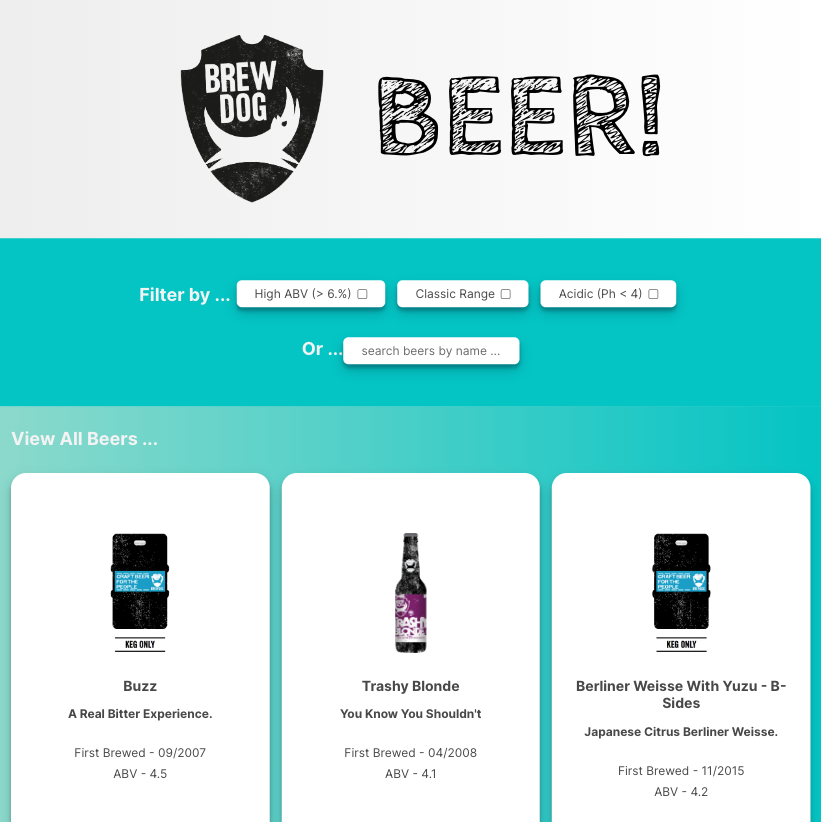 BREW
DOG
BEER!
Filter by ...
High ABV (> 6.%)
Classic Range
Acidic (Ph < 4)
Or ...
search beers by name ...
View All Beers ...
CRAFT BEER
FOR THE
PEOPLE
KEG ONLY
TRASHY
BLONDE
CRAFT BEER
FOR THE
PEOPLE
KEG ONLY
Buzz
A Real Bitter Experience.
First Brewed - 09/2007
ABV - 4.5
Trashy Blonde
You Know You Shouldn't
First Brewed - 04/2008
ABV - 4.1
Berliner Weisse With Yuzu - B-
Sides
Japanese Citrus Berliner Weisse.
First Brewed - 11/2015
ABV - 4.2